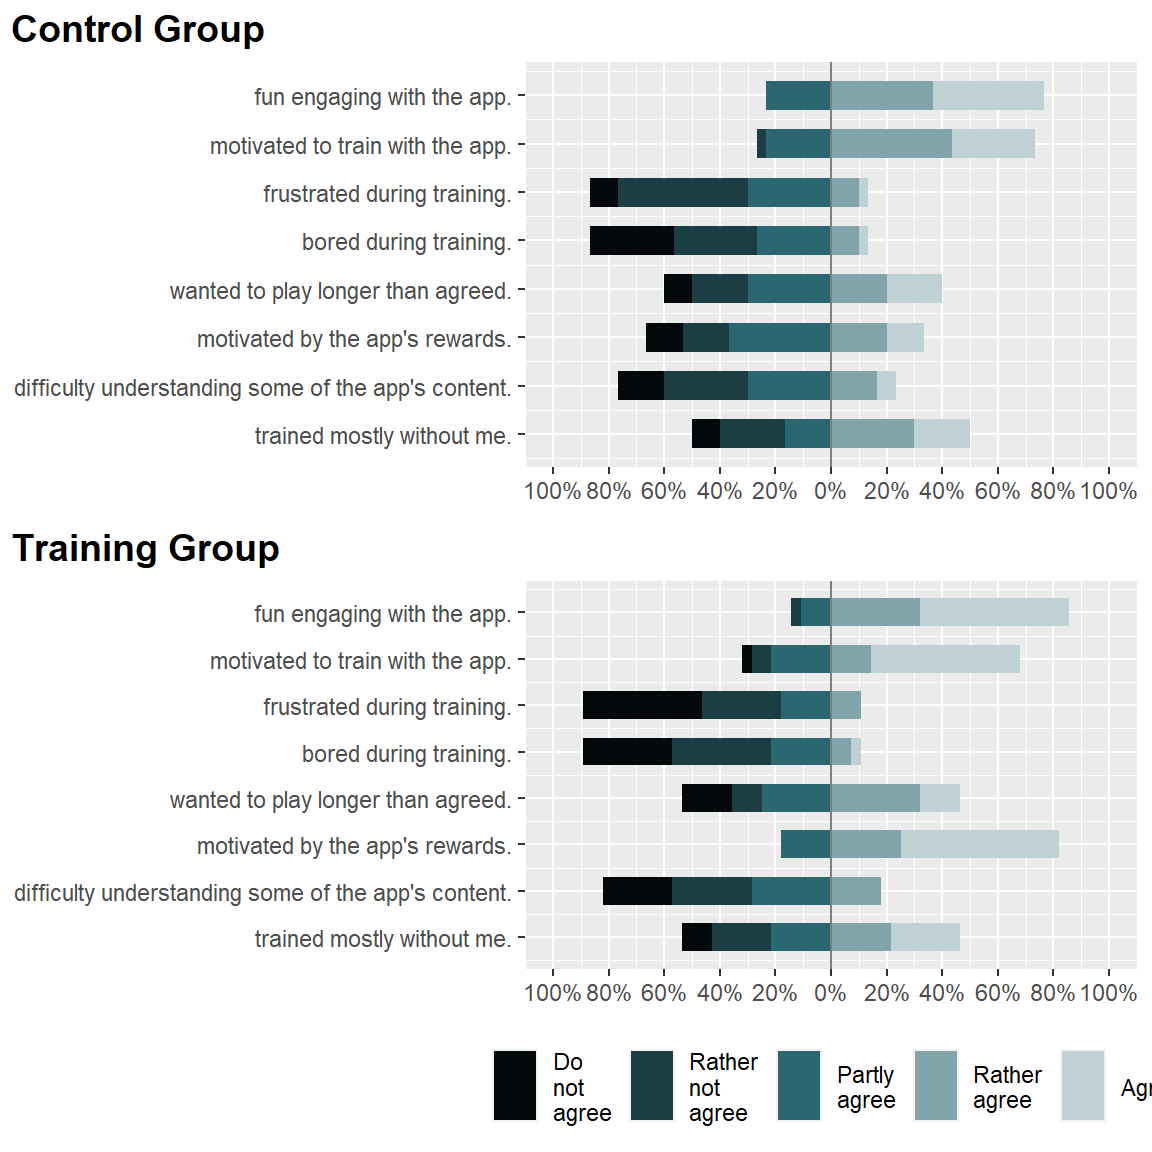 Control Group
fun engaging with the app.
motivated to train with the app.
frustrated during training.
bored during training.
wanted to play longer than agreed.
motivated by the app's rewards.
difficulty understanding some of the app's content.
trained mostly without me.
100% 80% 60% 40% 20% 0% 20% 40% 60% 80% 100%
Training Group
fun engaging with the app.
motivated to train with the app.
frustrated during training.
bored during training.
wanted to play longer than agreed.
motivated by the app's rewards.
difficulty understanding some of the app's content.
trained mostly without me.
100% 80% 60% 40% 20% 0% 20% 40% 60% 80% 100%
Do
not
agree
Rather
not
agree
Partly
agree
Rather
agree
Agr